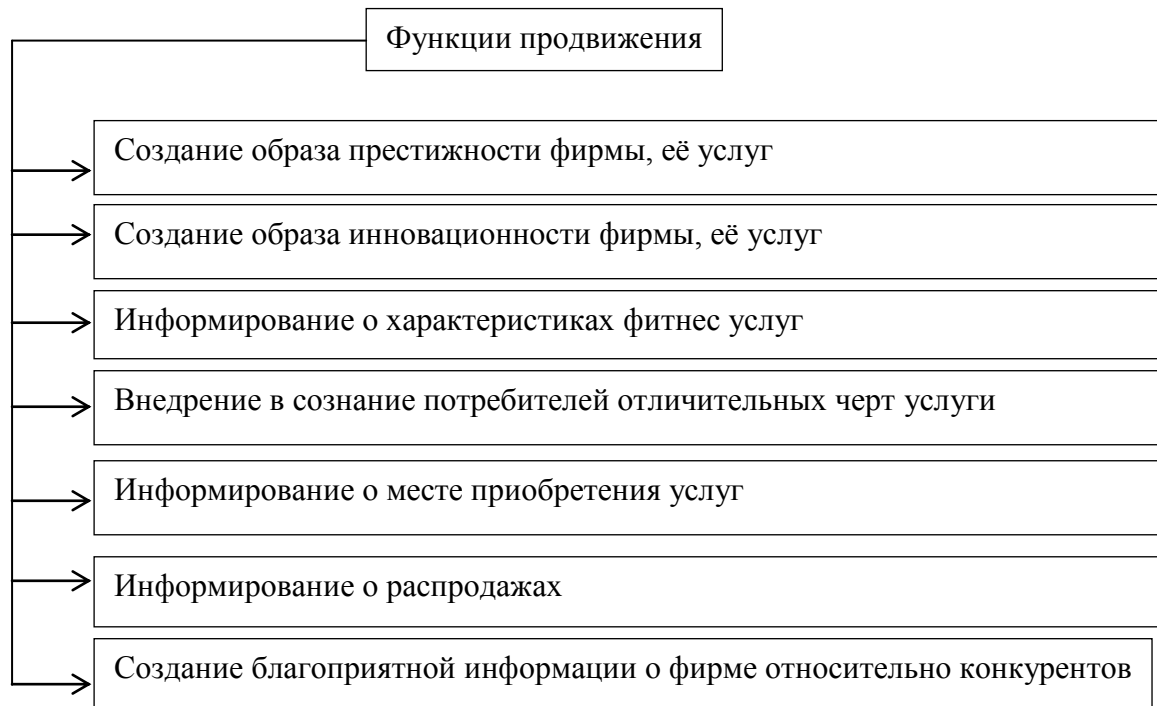 Функции продвижения
Создание образа престижности фирмы, её услуг
Создание образа инновационности фирмы, её услуг
Информирование о характеристиках фитнес услуг
Внедрение в сознание потребителей отличительных черт услуги
Информирование о месте приобретения услуг
Информирование о распродажах
Создание благоприятной информации о фирме относительно конкурентов